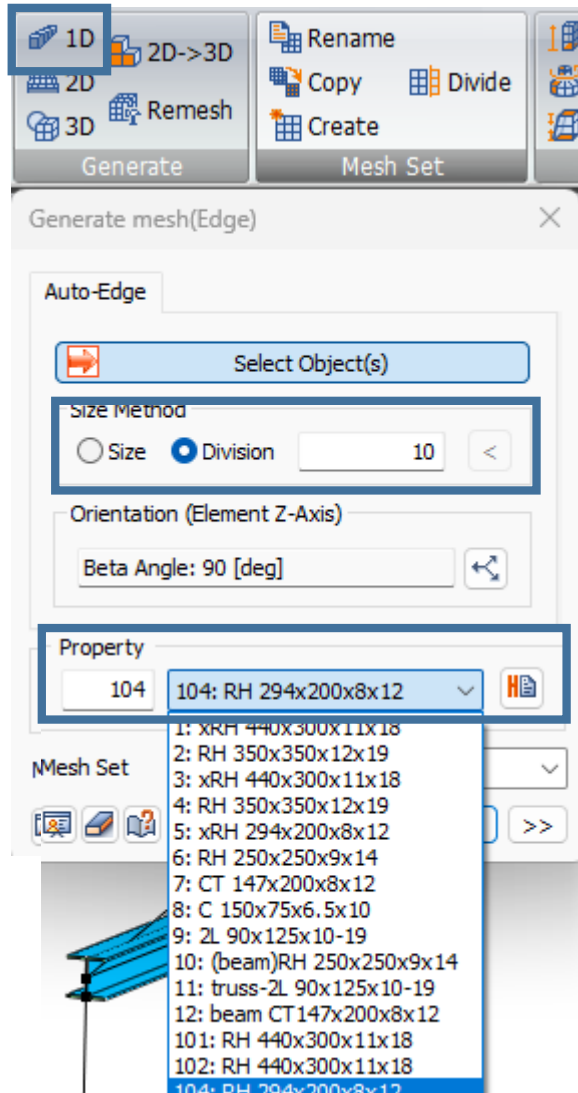 1D
2D->3D
Rename
2D
Copy
Divide
3D
Remesh
Create
Generate
Mesh Set
Generate mesh(Edge)
Auto-Edge
Select Object(s)
Size Method
Size
Division
10
<
Orientation (Element Z-Axis)
Beta Angle: 90 [deg]
Property
104
104: RH 294x200x8x12
1: xRH 440x300x11x18
Mesh Set
2: RH 350x350x12x19
3: xRH 440x300x11x18
4: RH 350x350x12x19
5: xRH 294x200x8x12
>>
6: RH 250x250x9x14
7: CT 147x200x8x12
8: C 150x75x6.5x10
9: 2L 90x125x10-19
10: (beam)RH 250x250x9x14
11: truss-2L 90x125x10-19
12: beam CT147x200x8x12
101: RH 440x300x11x18
102: RH 440x300x11x18
104: RH 294x200x8x12